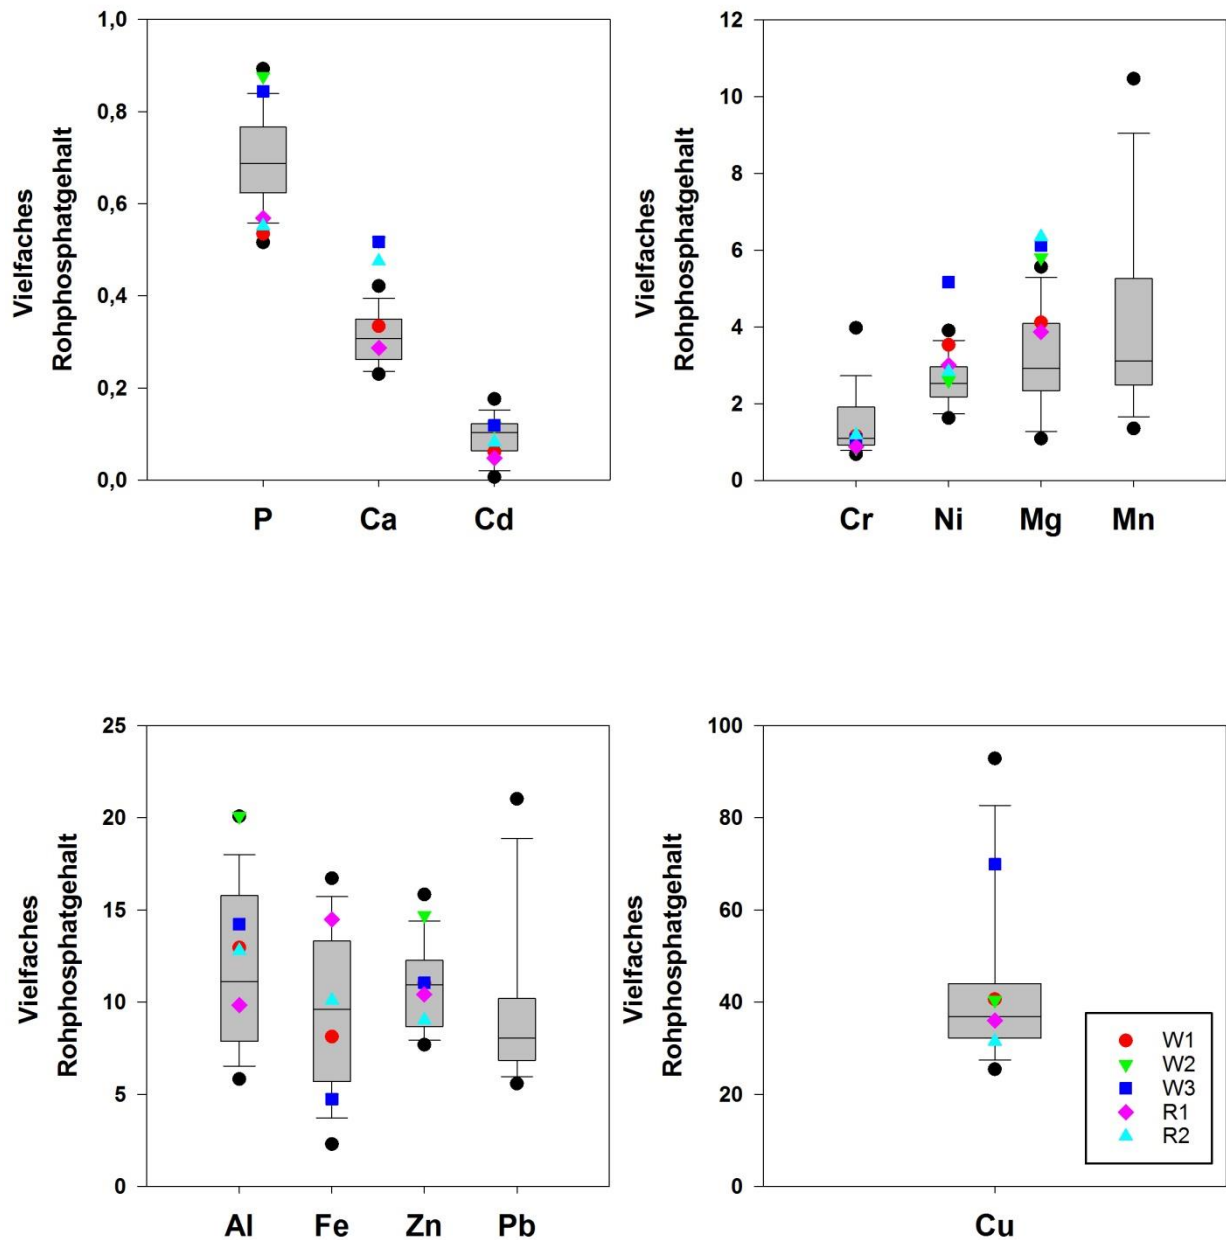 Vielfaches
Rohphosphatgehalt
1,0
0,8
0,6
0,4
0,2
0,0
P Ca Cd
Vielfaches
Rohphosphatgehalt
12
10
8
6
4
2
0
Cr Ni Mg Mn
Vielfaches
Rohphosphatgehalt
25
20
15
10
5
0
Al Fe Zn Pb
Vielfaches
Rohphosphatgehalt
100
80
60
40
20
0
Cu
W1
W2
W3
R1
R2